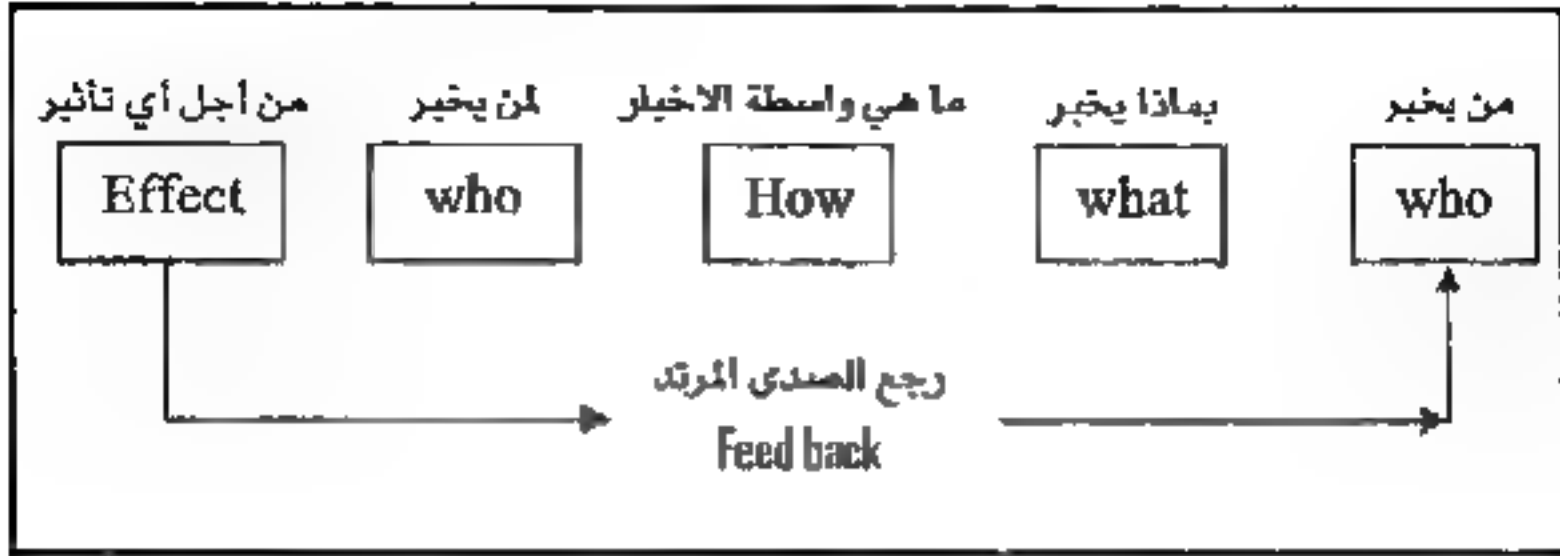 من يخبر
بماذا يخبر
ما هي واسطة الاخبار
لمن يخبر
من أجل أي تأثير
who
what
How
who
Effect
رجع الصدى المرتد
Feed back